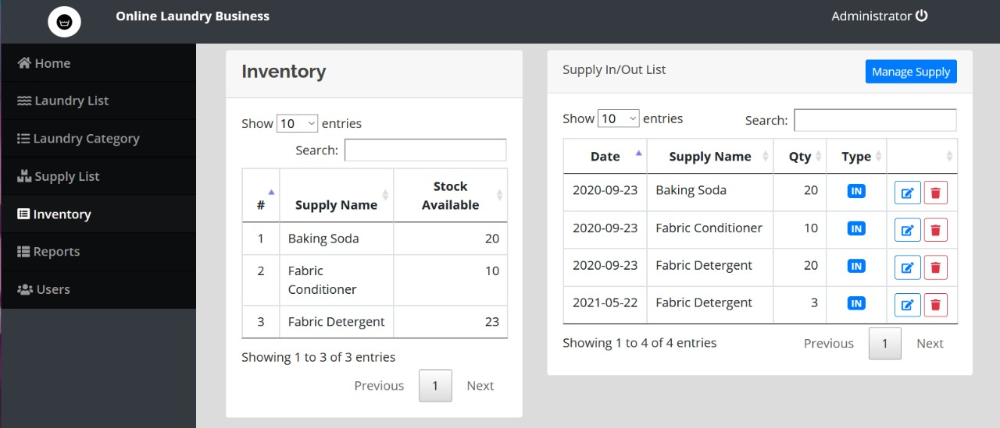 Online Laundry Business
Administrator
Home
Laundry List
Laundry Category
Supply List
Inventory
Reports
Users
Inventory
Show 10 entries
Search:
# Supply Name Stock Available
1 Baking Soda 20
2 Fabric Conditioner 10
3 Fabric Detergent 23
Showing 1 to 3 of 3 entries
Previous 1 Next
Supply In/Out List
Manage Supply
Show 10 entries
Search:
Date Supply Name Qty Type
2020-09-23 Baking Soda 20 IN
2020-09-23 Fabric Conditioner 10 IN
2020-09-23 Fabric Detergent 20 IN
2021-05-22 Fabric Detergent 3 IN
Showing 1 to 4 of 4 entries
Previous 1 Next